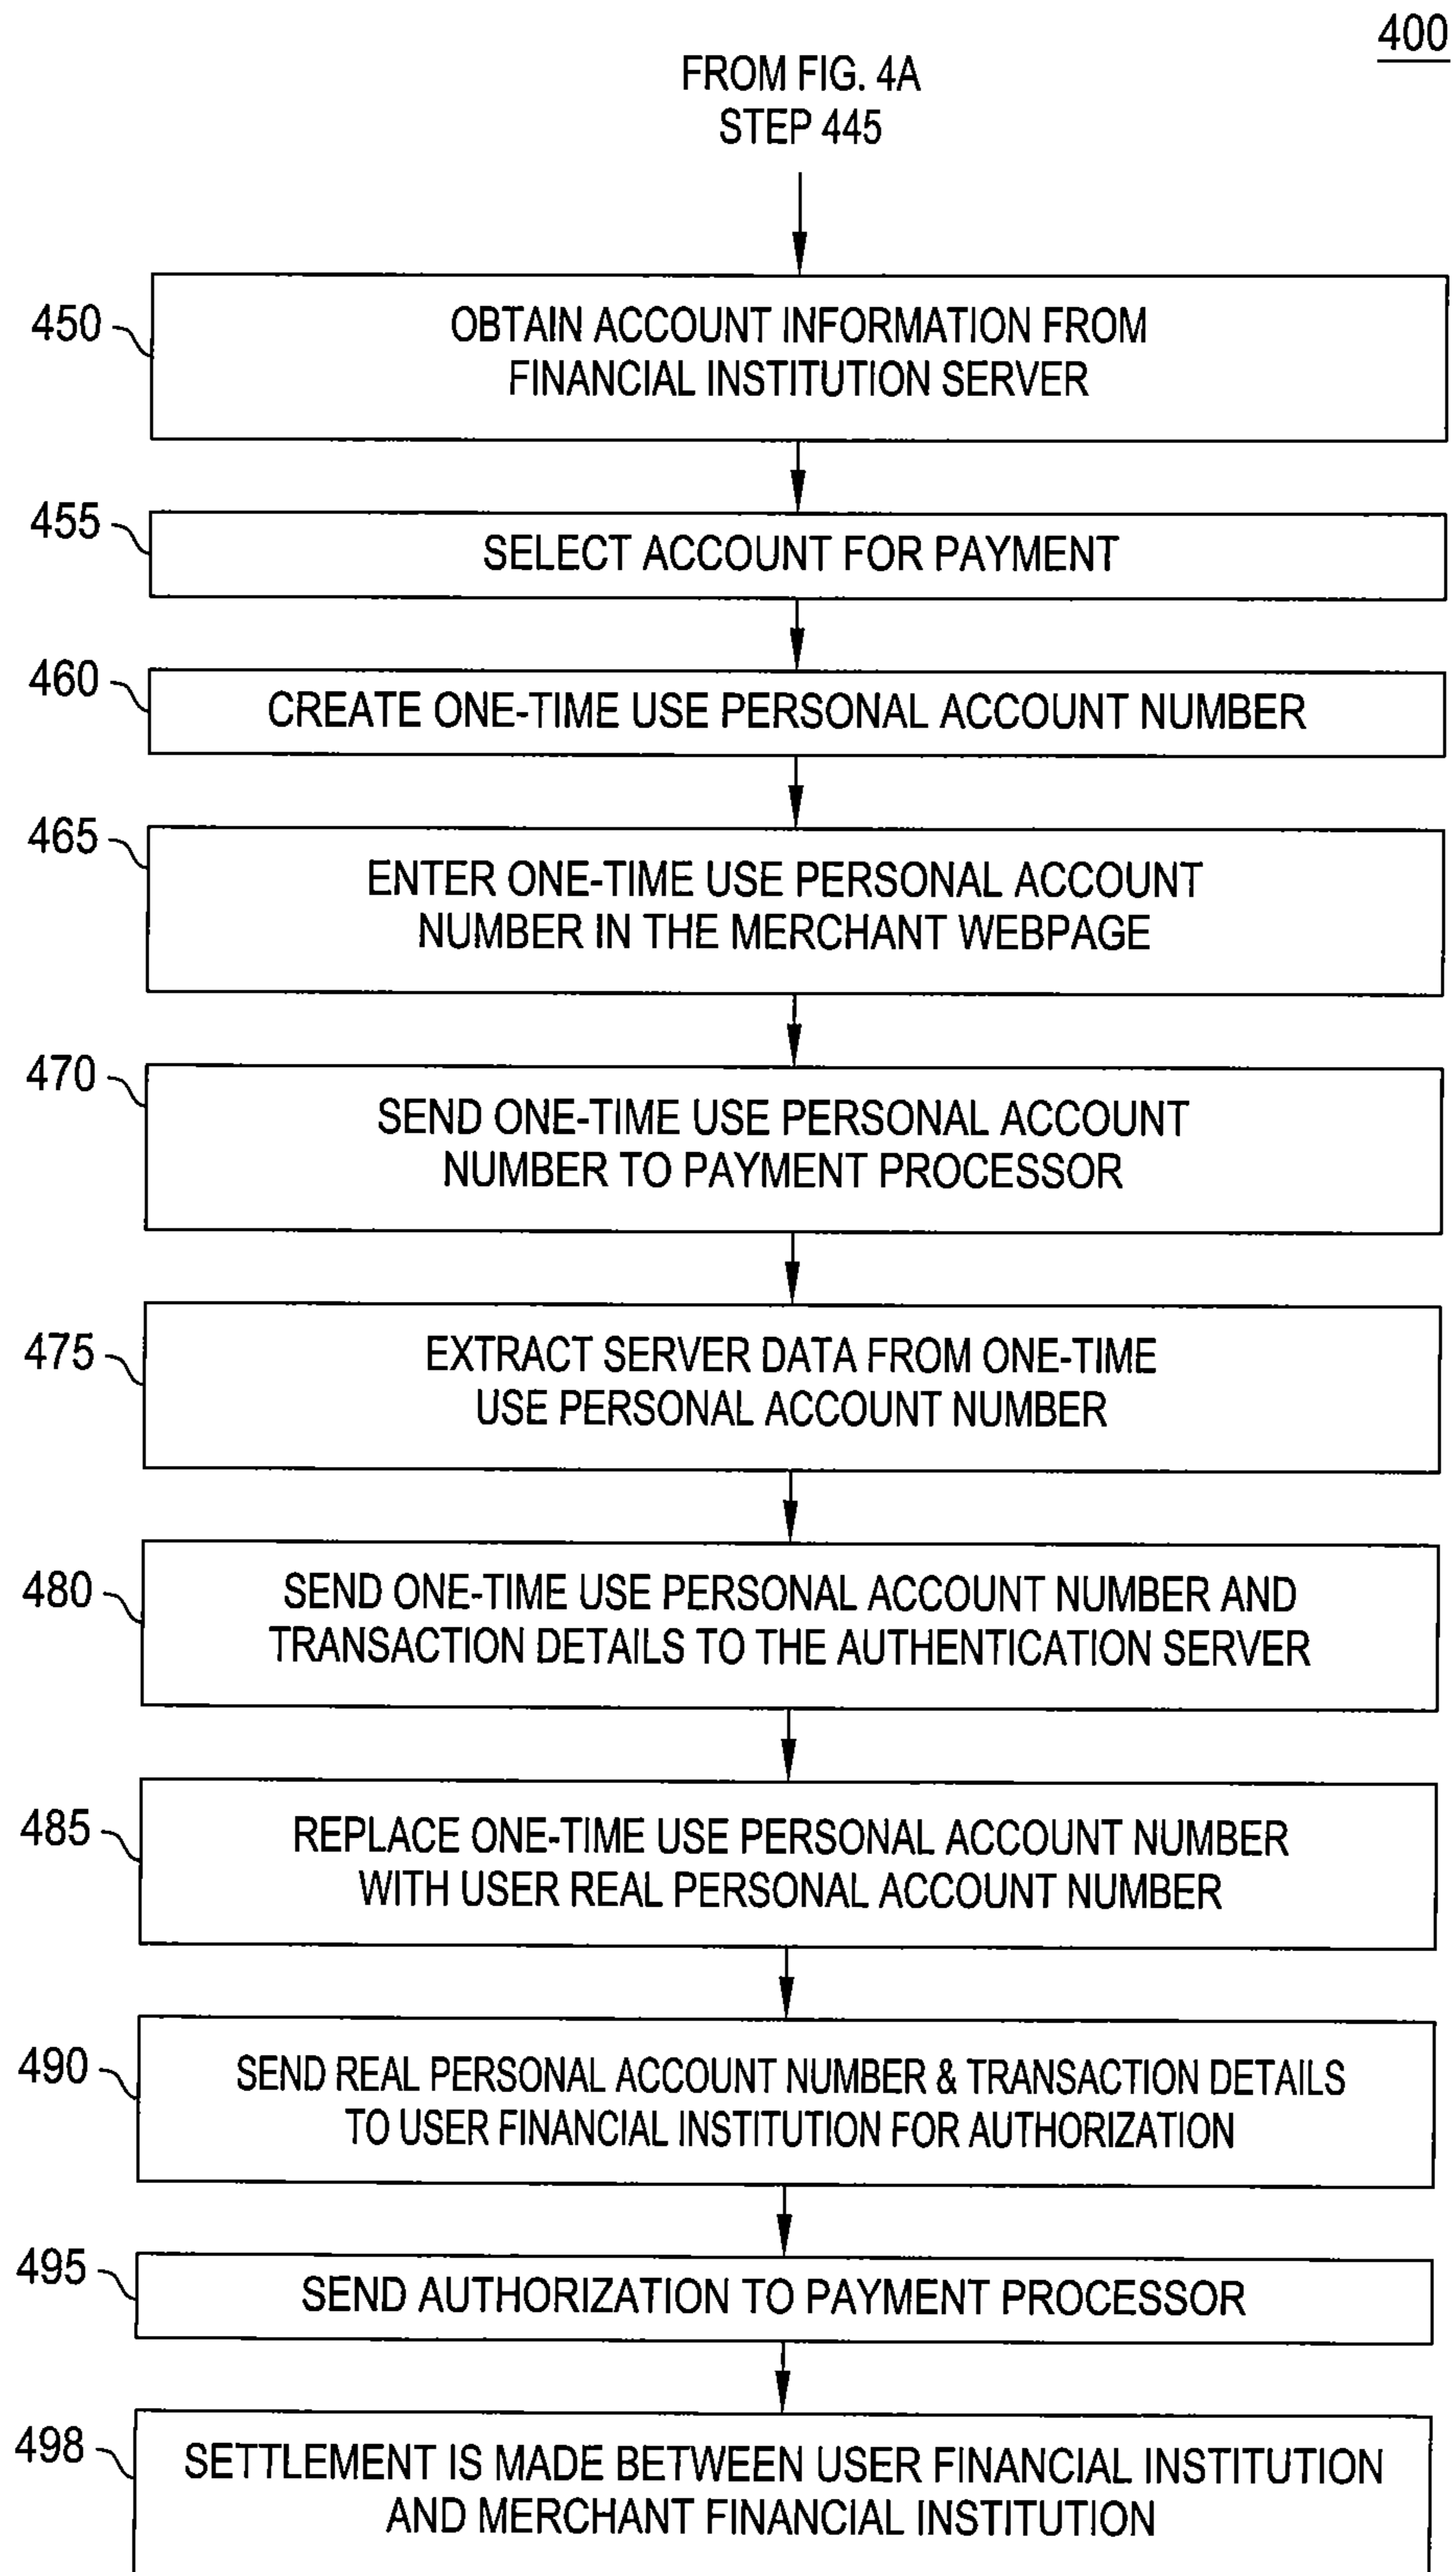 400
FROM FIG. 4A
STEP 445
450
OBTAIN ACCOUNT INFORMATION FROM
FINANCIAL INSTITUTION SERVER
455
SELECT ACCOUNT FOR PAYMENT
460
CREATE ONE-TIME USE PERSONAL ACCOUNT NUMBER
465
ENTER ONE-TIME USE PERSONAL ACCOUNT
NUMBER IN THE MERCHANT WEBPAGE
470
SEND ONE-TIME USE PERSONAL ACCOUNT
NUMBER TO PAYMENT PROCESSOR
475
EXTRACT SERVER DATA FROM ONE-TIME
USE PERSONAL ACCOUNT NUMBER
480
SEND ONE-TIME USE PERSONAL ACCOUNT NUMBER AND
TRANSACTION DETAILS TO THE AUTHENTICATION SERVER
485
REPLACE ONE-TIME USE PERSONAL ACCOUNT NUMBER
WITH USER REAL PERSONAL ACCOUNT NUMBER
490
SEND REAL PERSONAL ACCOUNT NUMBER & TRANSACTION DETAILS
TO USER FINANCIAL INSTITUTION FOR AUTHORIZATION
495
SEND AUTHORIZATION TO PAYMENT PROCESSOR
498
SETTLEMENT IS MADE BETWEEN USER FINANCIAL INSTITUTION
AND MERCHANT FINANCIAL INSTITUTION